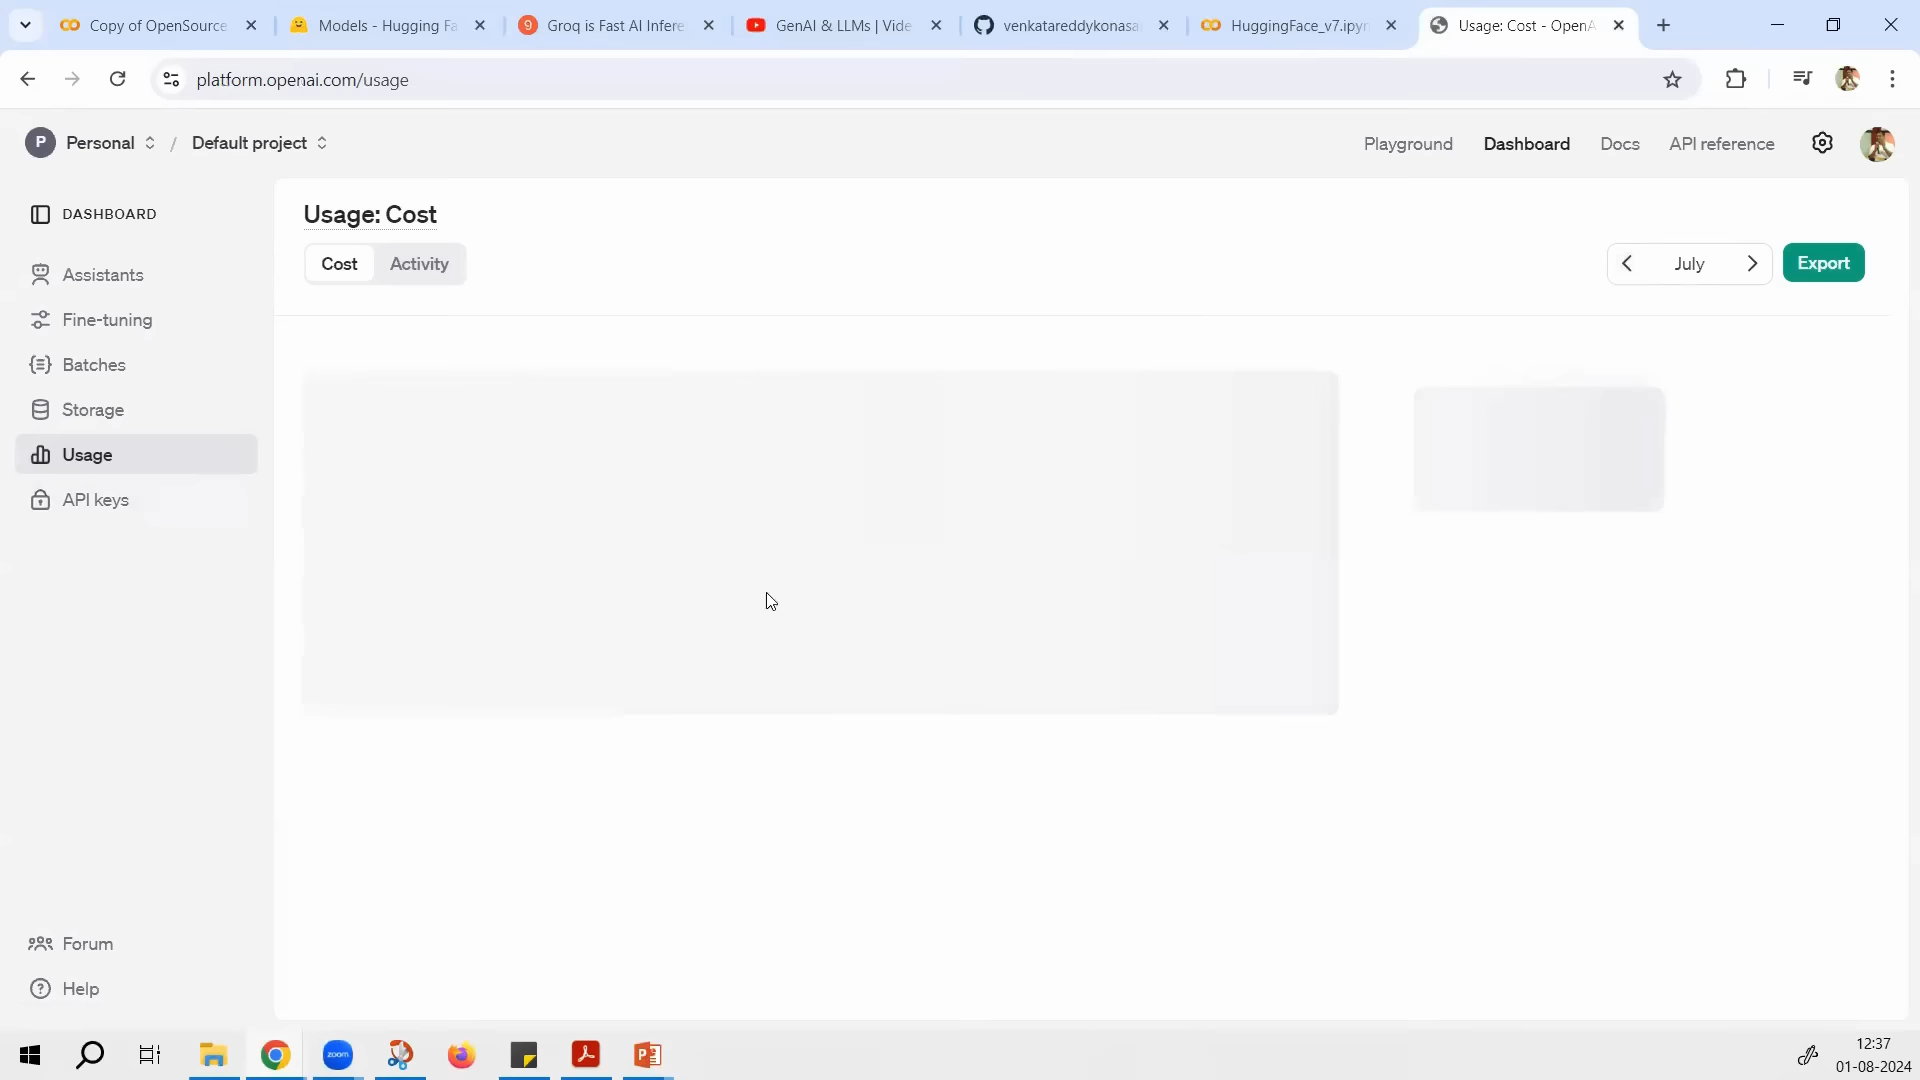 Copy of OpenSource
Models - Hugging Fa
Groq is Fast AI Infere
GenAI & LLMs | Vide
venkatareddykonasa
HuggingFace_v7.ipyn
Usage: Cost - OpenA
platform.openai.com/usage
P
Personal / Default project
Playground
Dashboard
Docs
API reference
DASHBOARD
Assistants
Fine-tuning
Batches
Storage
Usage
API keys
Forum
Help
Usage: Cost
Cost
Activity
July
Export
zoom
12:37
01-08-2024